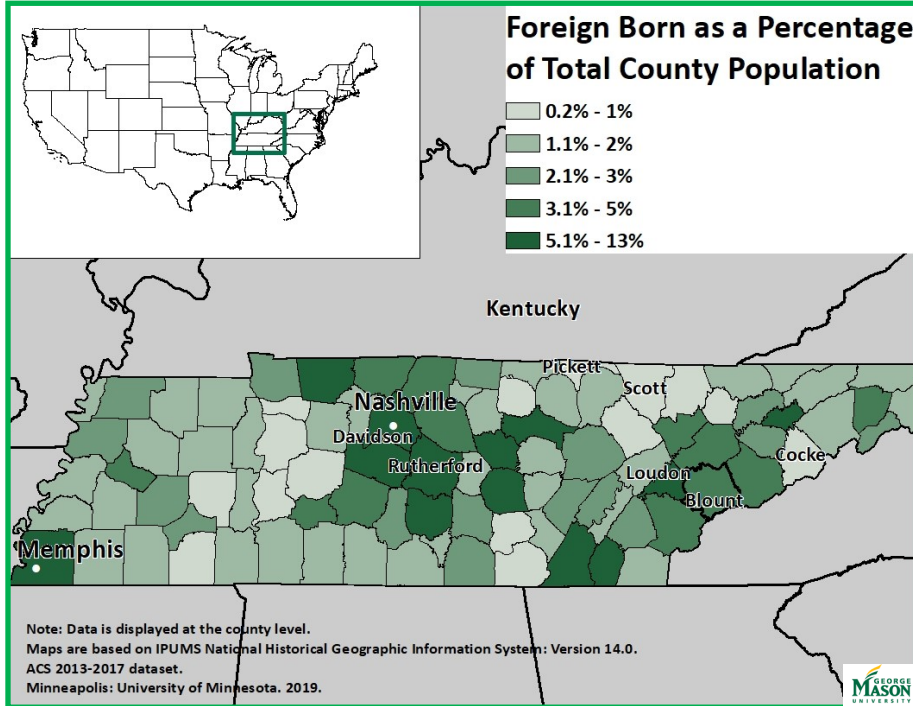 Foreign Born as a Percentage
of Total County Population
0.2% - 1%
1.1% - 2%
2.1% - 3%
3.1% - 5%
5.1% - 13%
Kentucky
Pickett
Scott
Nashville
Davidson
Rutherford
Cocke
Loudon
Blount
Memphis
Note: Data is displayed at the county level.
Maps are based on IPUMS National Historical Geographic Information System: Version 14.0.
ACS 2013-2017 dataset.
Minneapolis: University of Minnesota. 2019.
GEORGE
MASON
UNIVERSITY